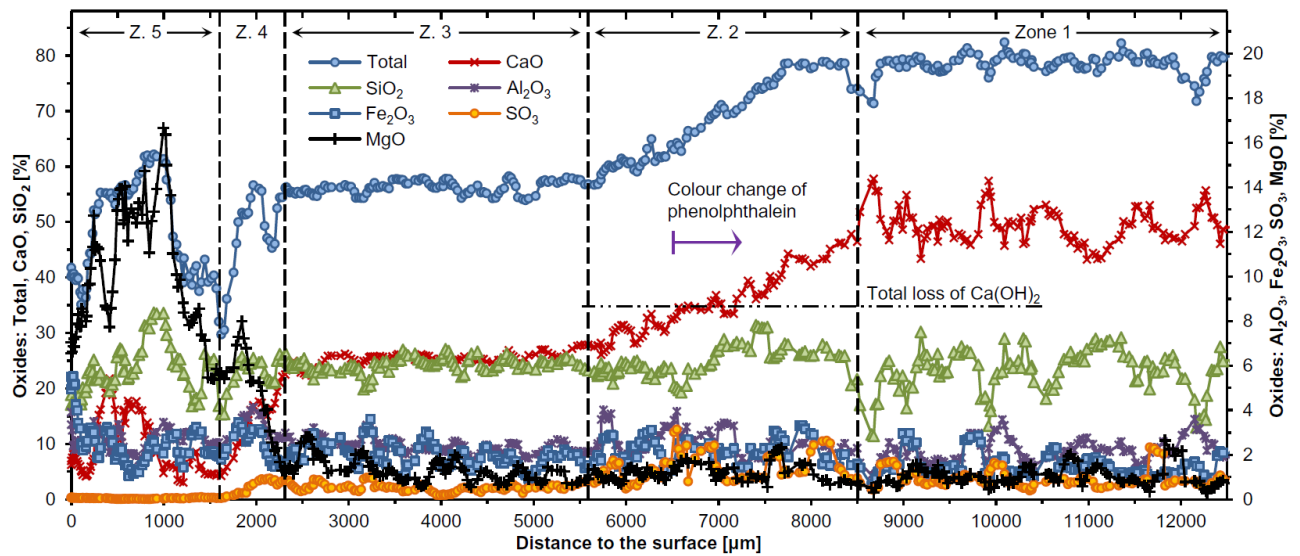 Z. 5 Z. 4 Z. 3 Z. 2 Zone 1
Total CaO
SiO₂ Al₂O₃
Fe₂O₃ SO₃
MgO
Colour change of
phenolphthalein
Total loss of Ca(OH)₂
Oxides: Total, CaO, SiO₂ [%]
80
70
60
50
40
30
20
10
0
Oxides: Al₂O₃, Fe₂O₃, SO₃, MgO [%]
20
18
16
14
12
10
8
6
4
2
0
0 1000 2000 3000 4000 5000 6000 7000 8000 9000 10000 11000 12000
Distance to the surface [µm]